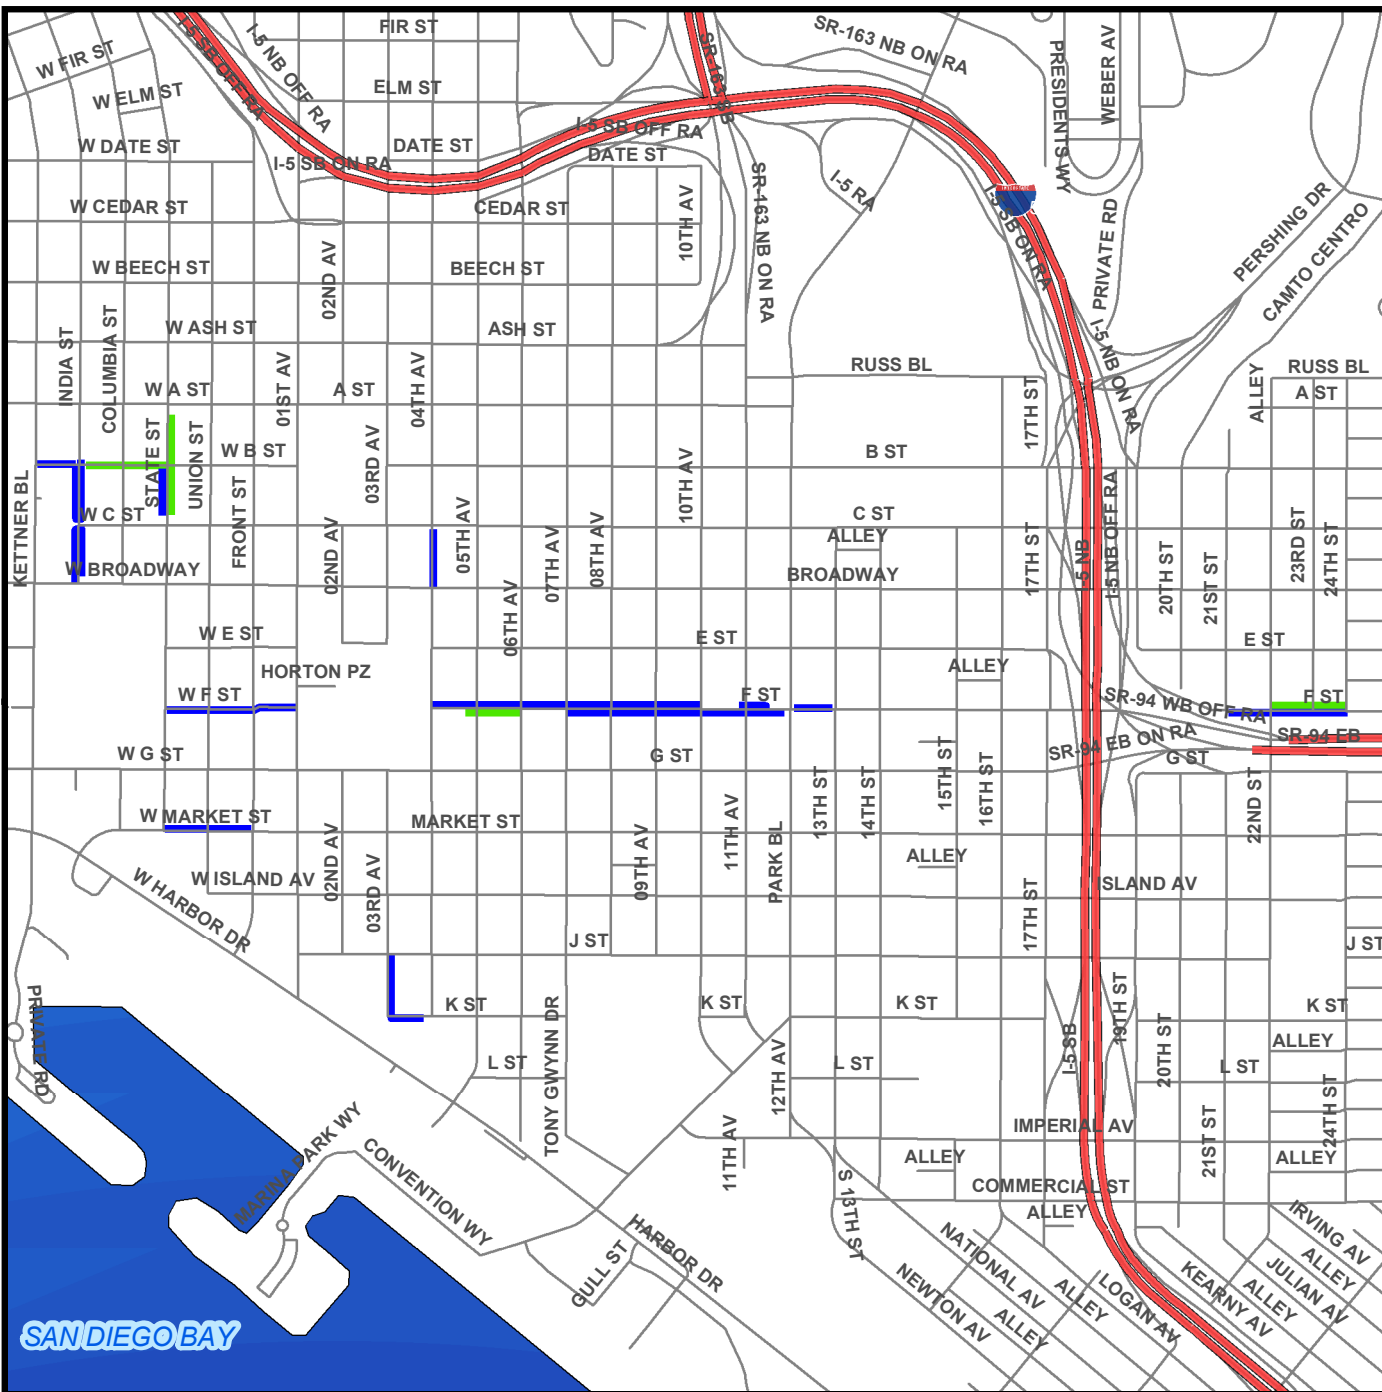 FIR ST
SR-163 NB ON RA
I-5 SB OFF RA
I-5 NB OFF RA
W FIR ST
SR-163 SB
PRESIDENTS WY
WEBER AV
W ELM ST
ELM ST
I-5 SB OFF RA
W DATE ST
DATE ST
DATE ST
I-5 SB ON RA
SR-163 NB ON RA
I-5 RA
I-5 SB ON RA
PRIVATE RD
PERSHING DR
CAMTO CENTRO
W CEDAR ST
CEDAR ST
10TH AV
02ND AV
W BEECH ST
BEECH ST
INDIA ST
COLUMBIA ST
W ASH ST
ASH ST
I-5 NB ON RA
01ST AV
04TH AV
RUSS BL
RUSS BL
W A ST
A ST
17TH ST
ALLEY
A ST
STATE ST
UNION ST
W B ST
03RD AV
10TH AV
B ST
KETTNER BL
W C ST
FRONT ST
05TH AV
C ST
I-5 NB OFF RA
02ND AV
07TH AV
08TH AV
ALLEY
17TH ST
I-5 NB
20TH ST
21ST ST
23RD ST
24TH ST
W BROADWAY
BROADWAY
06TH AV
W E ST
E ST
E ST
HORTON PZ
ALLEY
W F ST
F ST
SR-94 WB OFF RA
F ST
SR-94 EB ON RA
SR-94 EB
W G ST
G ST
G ST
15TH ST
16TH ST
13TH ST
14TH ST
22ND ST
W MARKET ST
MARKET ST
11TH AV
09TH AV
PARK BL
ALLEY
02ND AV
03RD AV
W ISLAND AV
ISLAND AV
17TH ST
W HARBOR DR
J ST
J ST
PRIVATE RD
K ST
K ST
K ST
K ST
19TH ST
TONY GWYNN DR
I-5 SB
20TH ST
ALLEY
L ST
L ST
L ST
12TH AV
24TH ST
MARINA PARK WY
CONVENTION WY
11TH AV
IMPERIAL AV
21ST ST
ALLEY
ALLEY
COMMERCIAL ST
S 13TH ST
ALLEY
HARBOR DR
GULL ST
NATIONAL AV
NEWTON AV
ALLEY
ALLEY
LOGAN AV
KEARNY AV
ALLEY
JULIAN AV
ALLEY
IRVING AV
SAN DIEGO BAY